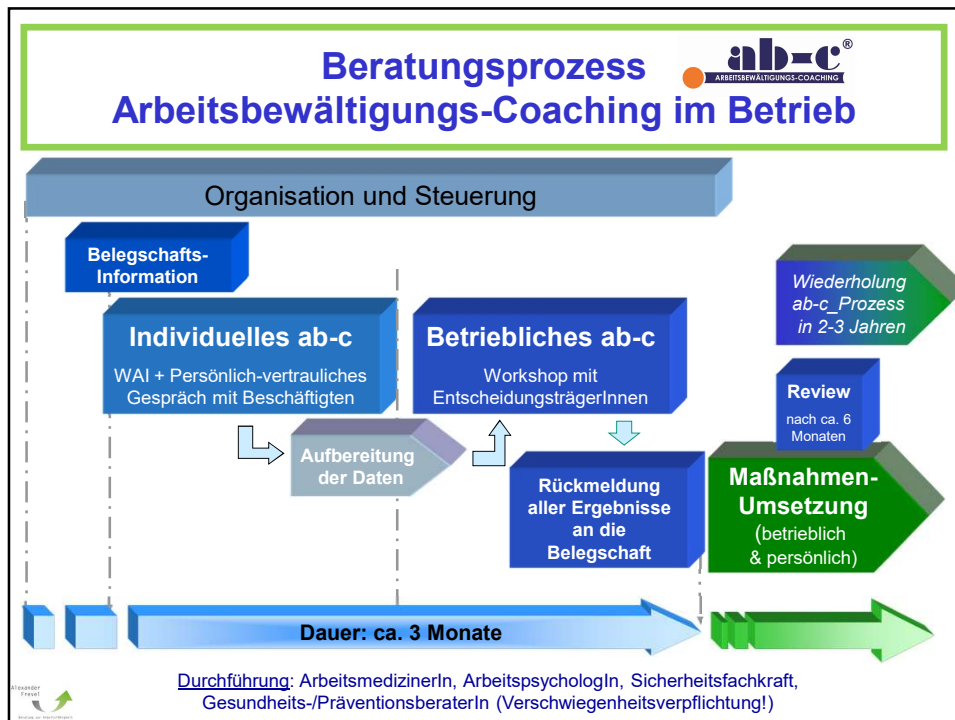 Beratungsprozess
ab-c®
ARBEITSBEWÄLTIGUNGS-COACHING
Arbeitsbewältigungs-Coaching im Betrieb
Organisation und Steuerung
Belegschafts-
Information
Individuelles ab-c
WAI + Persönlich-vertrauliches
Gespräch mit Beschäftigten
Aufbereitung
der Daten
Betriebliches ab-c
Workshop mit
EntscheidungsträgerInnen
Rückmeldung
aller Ergebnisse
an die
Belegschaft
Wiederholung
ab-c_Prozess
in 2-3 Jahren
Review
nach ca. 6
Monaten
Maßnahmen-
Umsetzung
(betrieblich
& persönlich)
Dauer: ca. 3 Monate
Durchführung: ArbeitsmedizinerIn, ArbeitspsychologIn, Sicherheitsfachkraft,
Gesundheits-/PräventionsberaterIn (Verschwiegenheitsverpflichtung!)
Alexander
Frevel